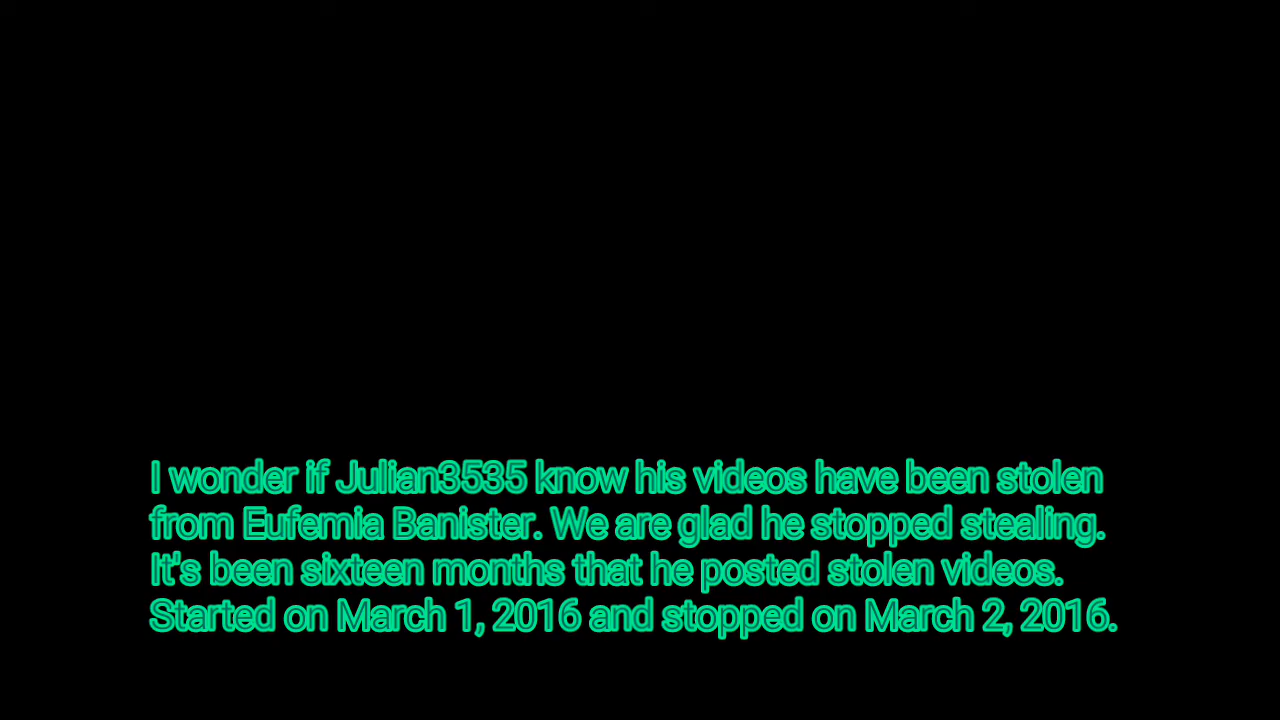 I wonder if Julian3535 know his videos have been stolen
from Eufemia Banister. We are glad he stopped stealing.
It's been sixteen months that he posted stolen videos.
Started on March 1, 2016 and stopped on March 2, 2016.